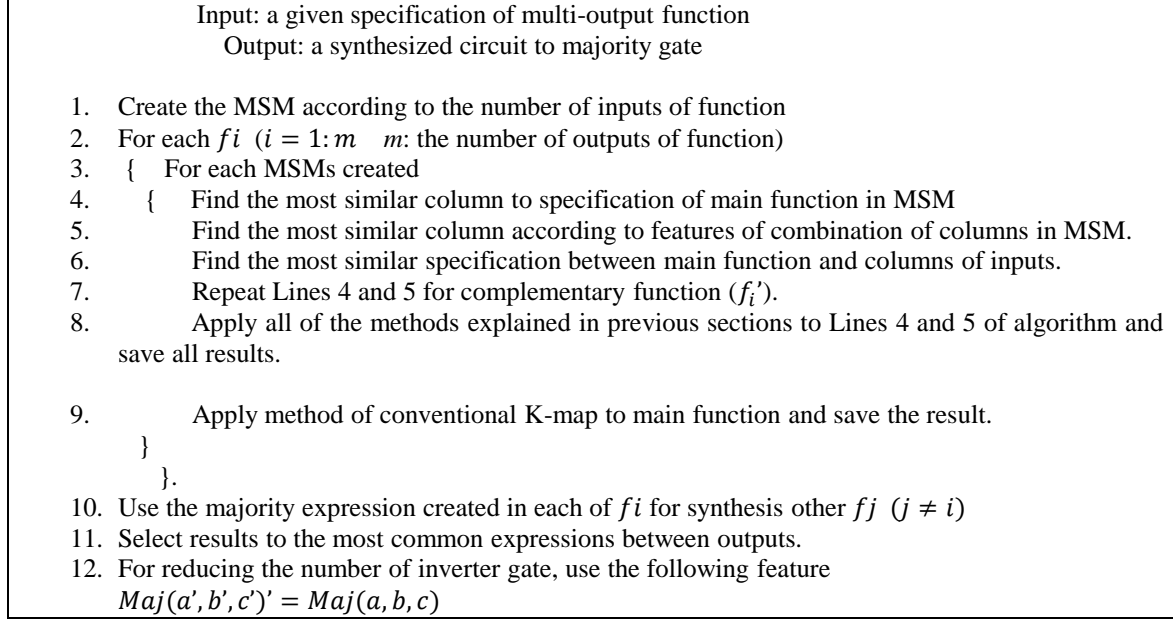 Input: a given specification of multi-output function
Output: a synthesized circuit to majority gate
1. Create the MSM according to the number of inputs of function
2. For each fi (i = 1: m m: the number of outputs of function)
3. { For each MSMs created
4. { Find the most similar column to specification of main function in MSM
5. Find the most similar column according to features of combination of columns in MSM.
6. Find the most similar specification between main function and columns of inputs.
7. Repeat Lines 4 and 5 for complementary function (fi').
8. Apply all of the methods explained in previous sections to Lines 4 and 5 of algorithm and
save all results.
9. Apply method of conventional K-map to main function and save the result.
}
}.
10. Use the majority expression created in each of fi for synthesis other fj (j ≠ i)
11. Select results to the most common expressions between outputs.
12. For reducing the number of inverter gate, use the following feature
Maj(a', b', c')' = Maj(a, b, c)